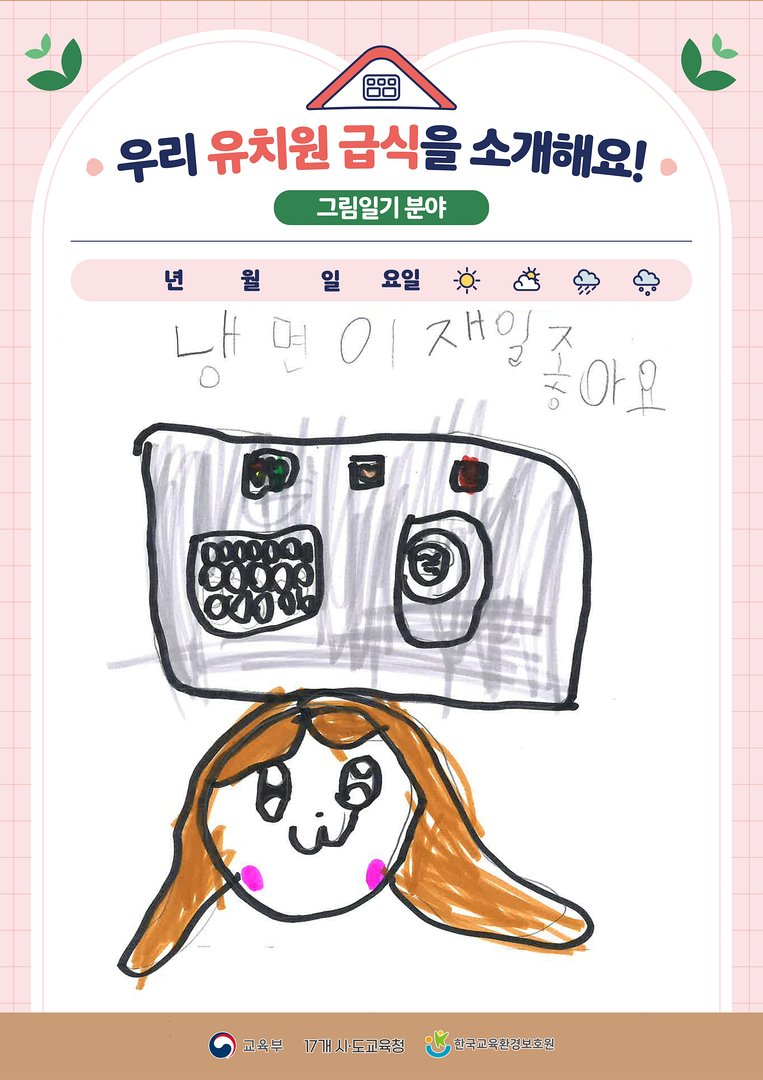 우리 유치원 급식을 소개해요!
그림일기 분야
년 월 일 요일
냉면이 재일 좋아요
교육부 17개 시·도교육청 한국교육환경보호원